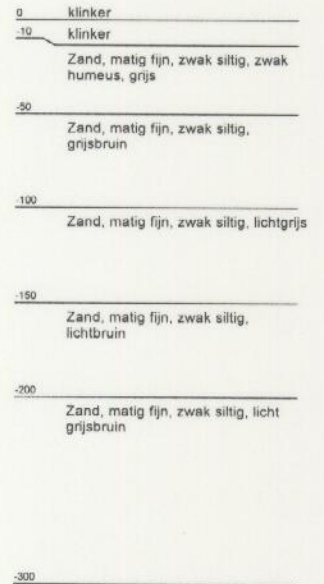 0 klinker
-10 klinker
Zand, matig fijn, zwak siltig, zwak
humeus, grijs
-50
Zand, matig fijn, zwak siltig,
grijsbruin
-100
Zand, matig fijn, zwak siltig, lichtgrijs
-150
Zand, matig fijn, zwak siltig,
lichtbruin
-200
Zand, matig fijn, zwak siltig, licht
grijsbruin
-300